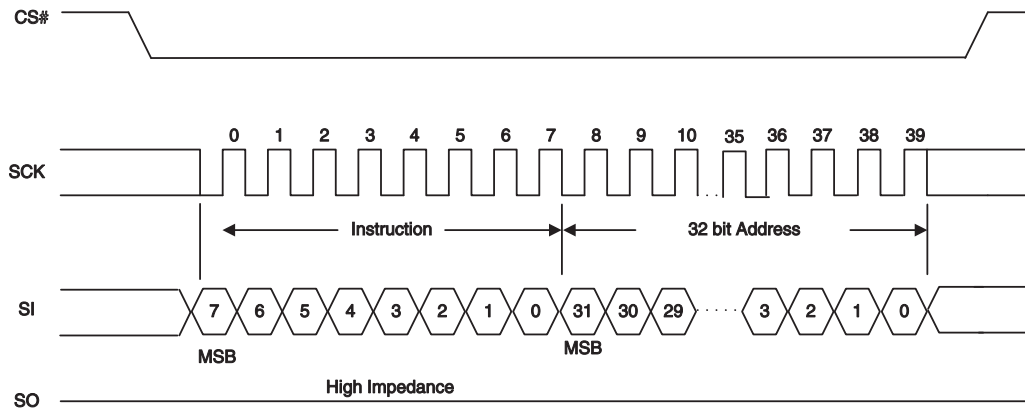 CS#
0 1 2 3 4 5 6 7 8 9 10 35 36 37 38 39
SCK
Instruction 32 bit Address
SI 7 6 5 4 3 2 1 0 31 30 29 3 2 1 0
MSB MSB
High Impedance
SO